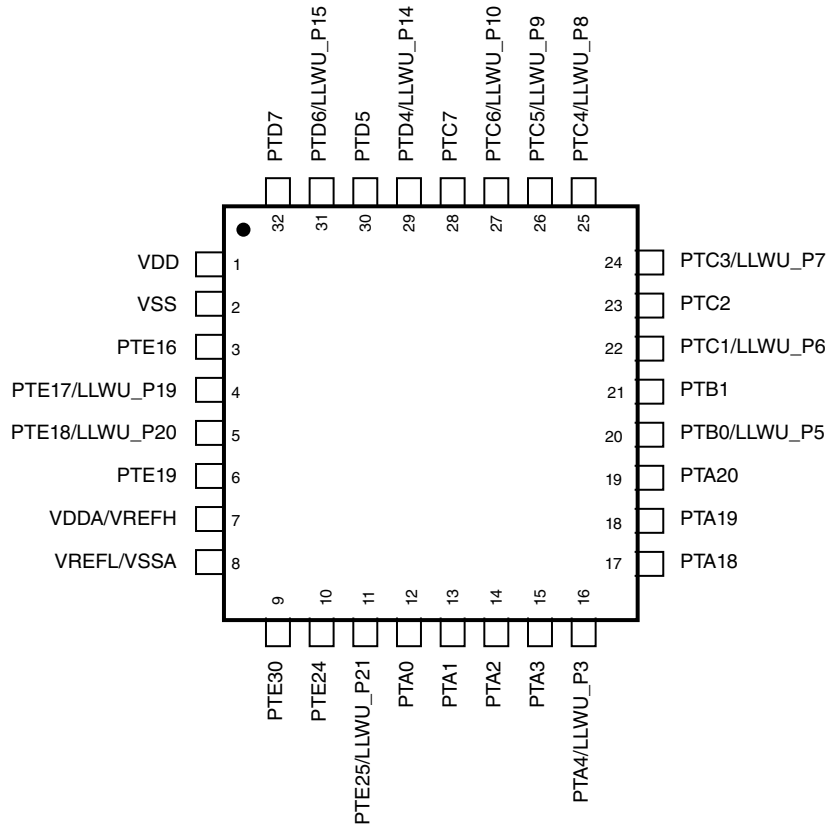 PTD7
PTD6/LLWU_P15
PTD5
PTD4/LLWU_P14
PTC7
PTC6/LLWU_P10
PTC5/LLWU_P9
PTC4/LLWU_P8
32
31
30
29
28
27
26
25
VDD 1
VSS 2
PTE16 3
PTE17/LLWU_P19 4
PTE18/LLWU_P20 5
PTE19 6
VDDA/VREFH 7
VREFL/VSSA 8
24 PTC3/LLWU_P7
23 PTC2
22 PTC1/LLWU_P6
21 PTB1
20 PTB0/LLWU_P5
19 PTA20
18 PTA19
17 PTA18
9
10
11
12
13
14
15
16
PTE30
PTE24
PTE25/LLWU_P21
PTA0
PTA1
PTA2
PTA3
PTA4/LLWU_P3